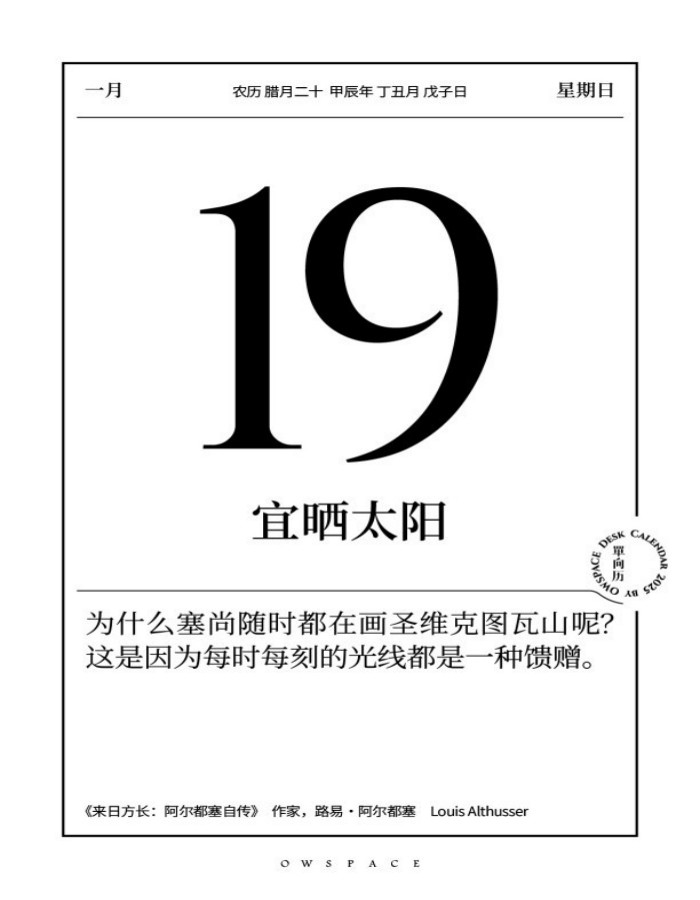 一月
农历 腊月二十 甲辰年 丁丑月 戊子日
星期日
19
宜晒太阳
單向历
OWSPACE DESK CALENDAR 2025 BY
为什么塞尚随时都在画圣维克图瓦山呢?
这是因为每时每刻的光线都是一种馈赠。
《来日方长：阿尔都塞自传》 作家，路易·阿尔都塞 Louis Althusser
OWSPACE